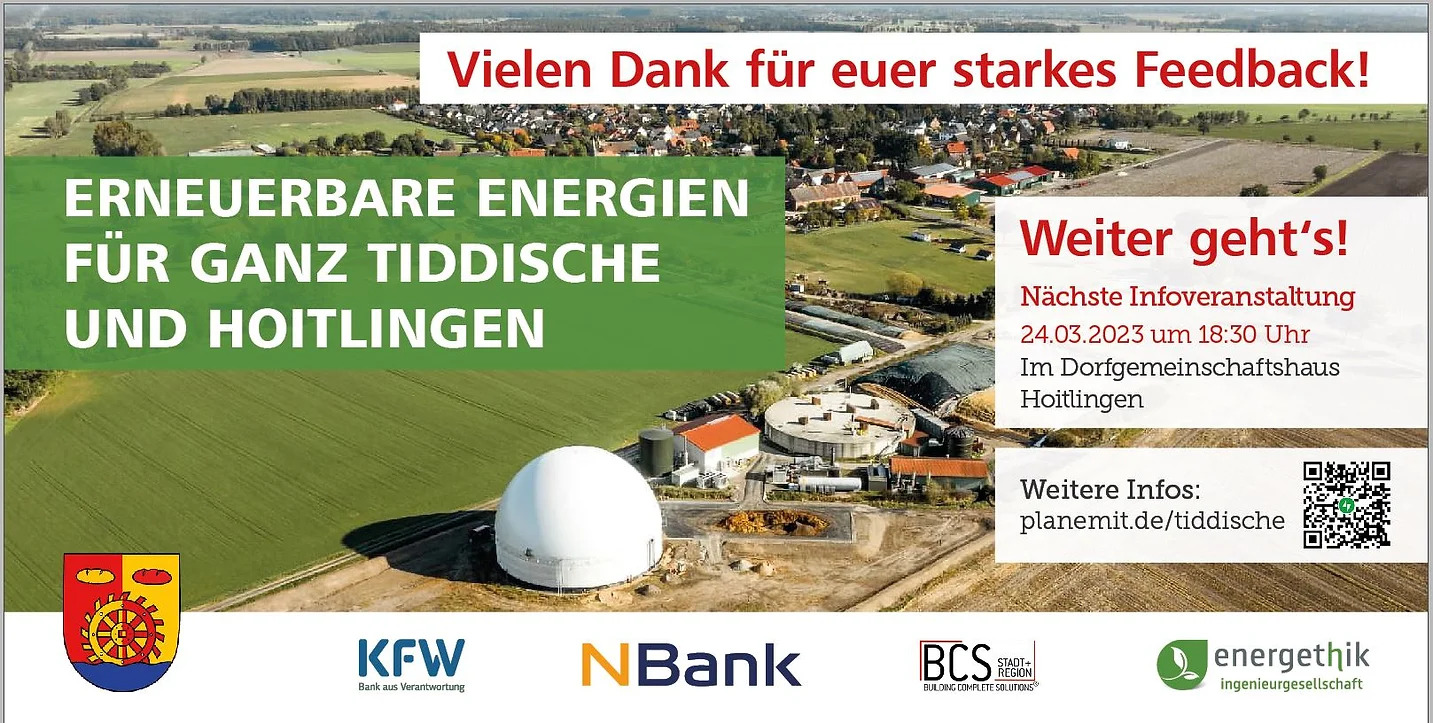 Vielen Dank für euer starkes Feedback!
ERNEUERBARE ENERGIEN
FÜR GANZ TIDDISCHE
UND HOITLINGEN
Weiter geht‘s!
Nächste Infoveranstaltung
24.03.2023 um 18:30 Uhr
Im Dorfgemeinschaftshaus
Hoitlingen
Weitere Infos:
planemit.de/tiddische
KFW
Bank aus Verantwortung
NBank
BCS STADT+
REGION
BUILDING COMPLETE SOLUTIONS®
energethik
ingenieurgesellschaft